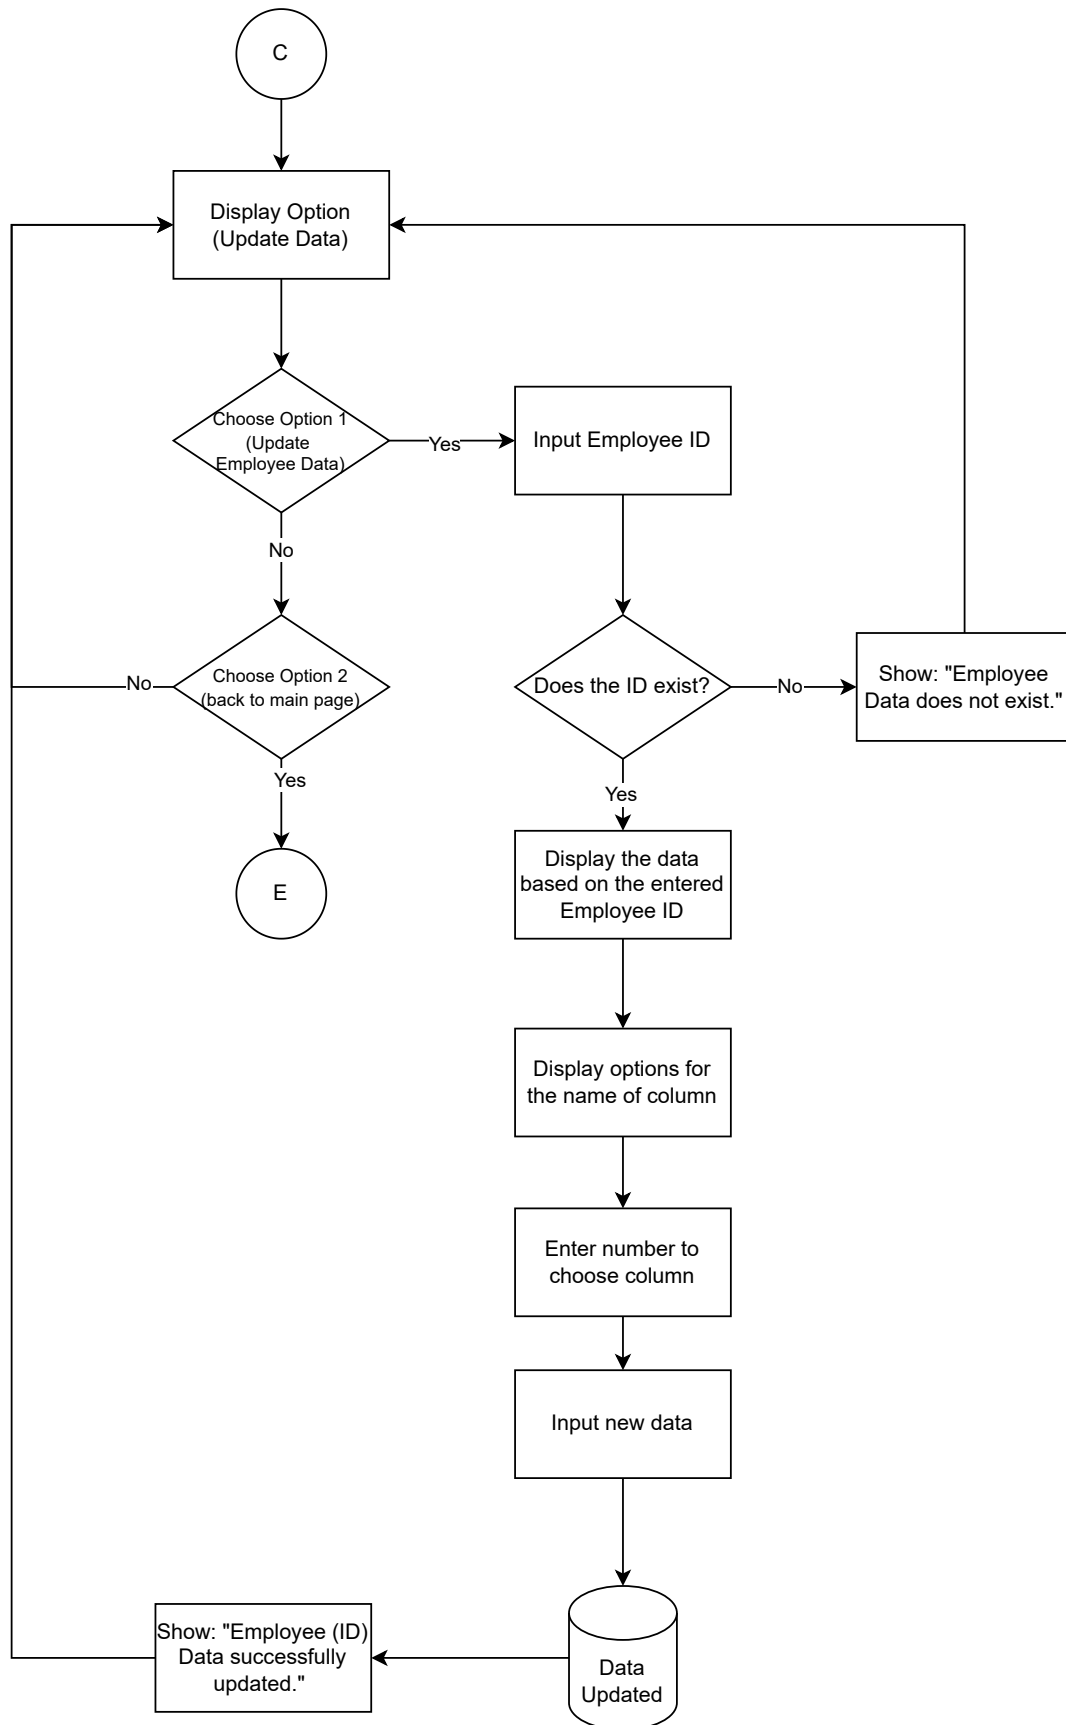 C
Display Option
(Update Data)
Choose Option 1
(Update
Employee Data)
Yes
Input Employee ID
No
Choose Option 2
(back to main page)
No
Does the ID exist?
No
Show: "Employee
Data does not exist."
Yes
Yes
E
Display the data
based on the entered
Employee ID
Display options for
the name of column
Enter number to
choose column
Input new data
Show: "Employee (ID)
Data successfully
updated."
Data
Updated